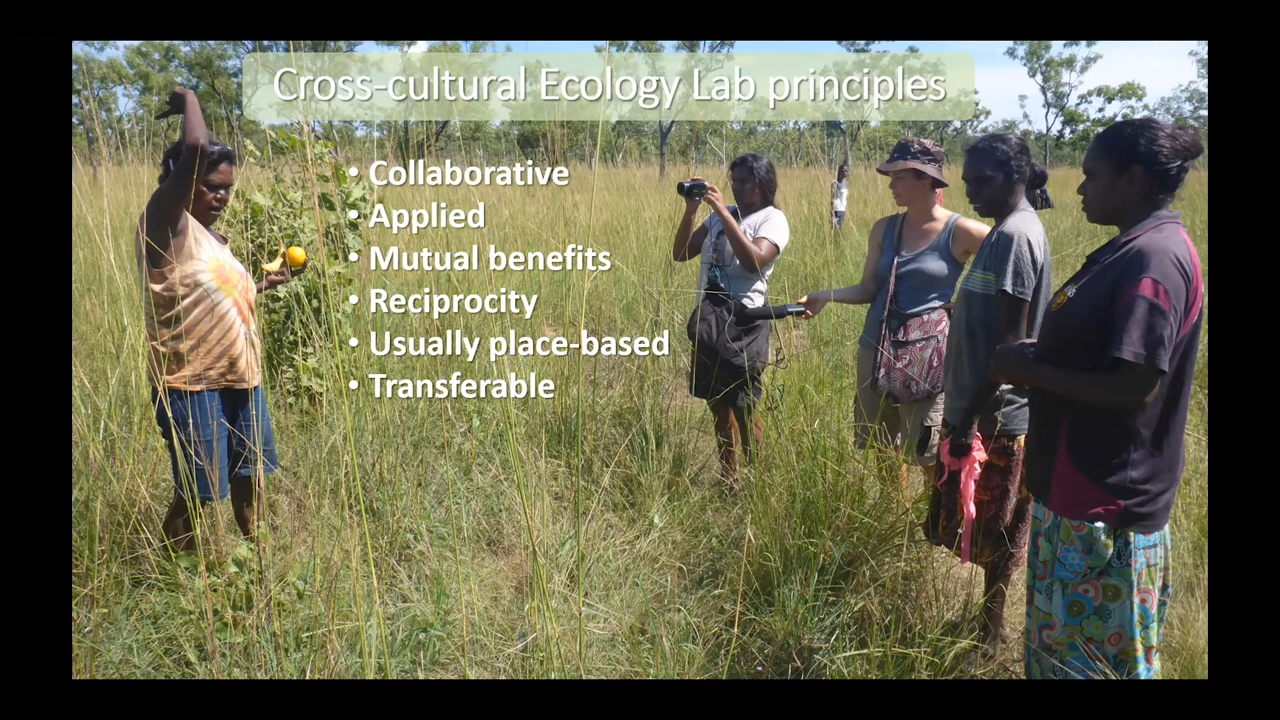 Cross-cultural Ecology Lab principles
• Collaborative
• Applied
• Mutual benefits
• Reciprocity
• Usually place-based
• Transferable